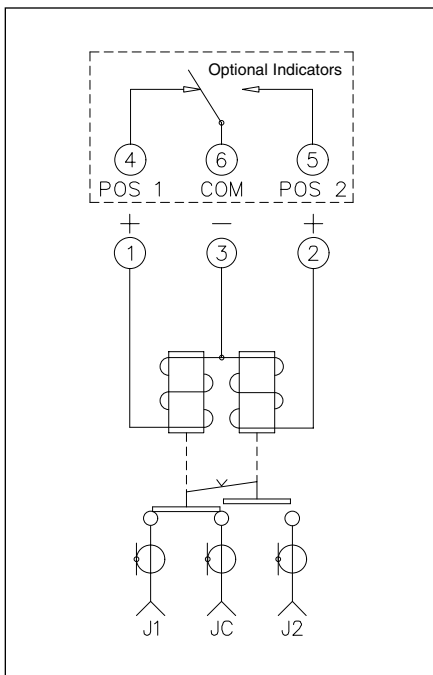 Optional Indicators
4 6 5
POS 1 COM POS 2
+ − +
1 3 2
J1 JC J2